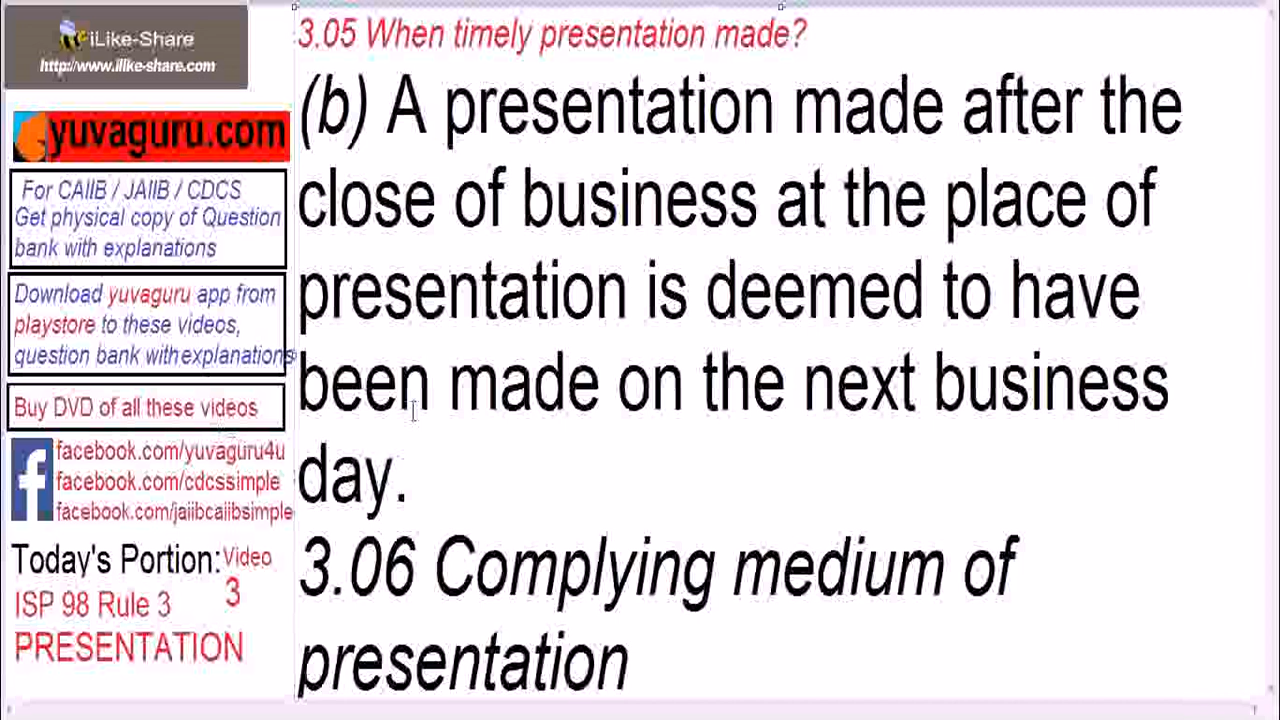 iLike-Share
http://www.ilike-share.com
yuvaguru.com
For CAIIB / JAIIB / CDCS
Get physical copy of Question
bank with explanations
Download yuvaguru app from
playstore to these videos,
question bank with explanations
Buy DVD of all these videos
facebook.com/yuvaguru4u
facebook.com/cdcssimple
facebook.com/jaiibcaiibsimple
Today's Portion: Video
ISP 98 Rule 3 3
PRESENTATION
3.05 When timely presentation made?
(b) A presentation made after the
close of business at the place of
presentation is deemed to have
been made on the next business
day.
3.06 Complying medium of
presentation